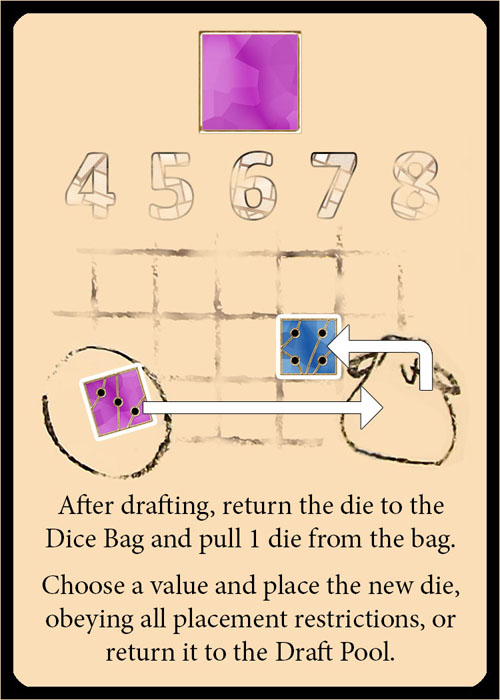 4 5 6 7 8
After drafting, return the die to the
Dice Bag and pull 1 die from the bag.
Choose a value and place the new die,
obeying all placement restrictions, or
return it to the Draft Pool.